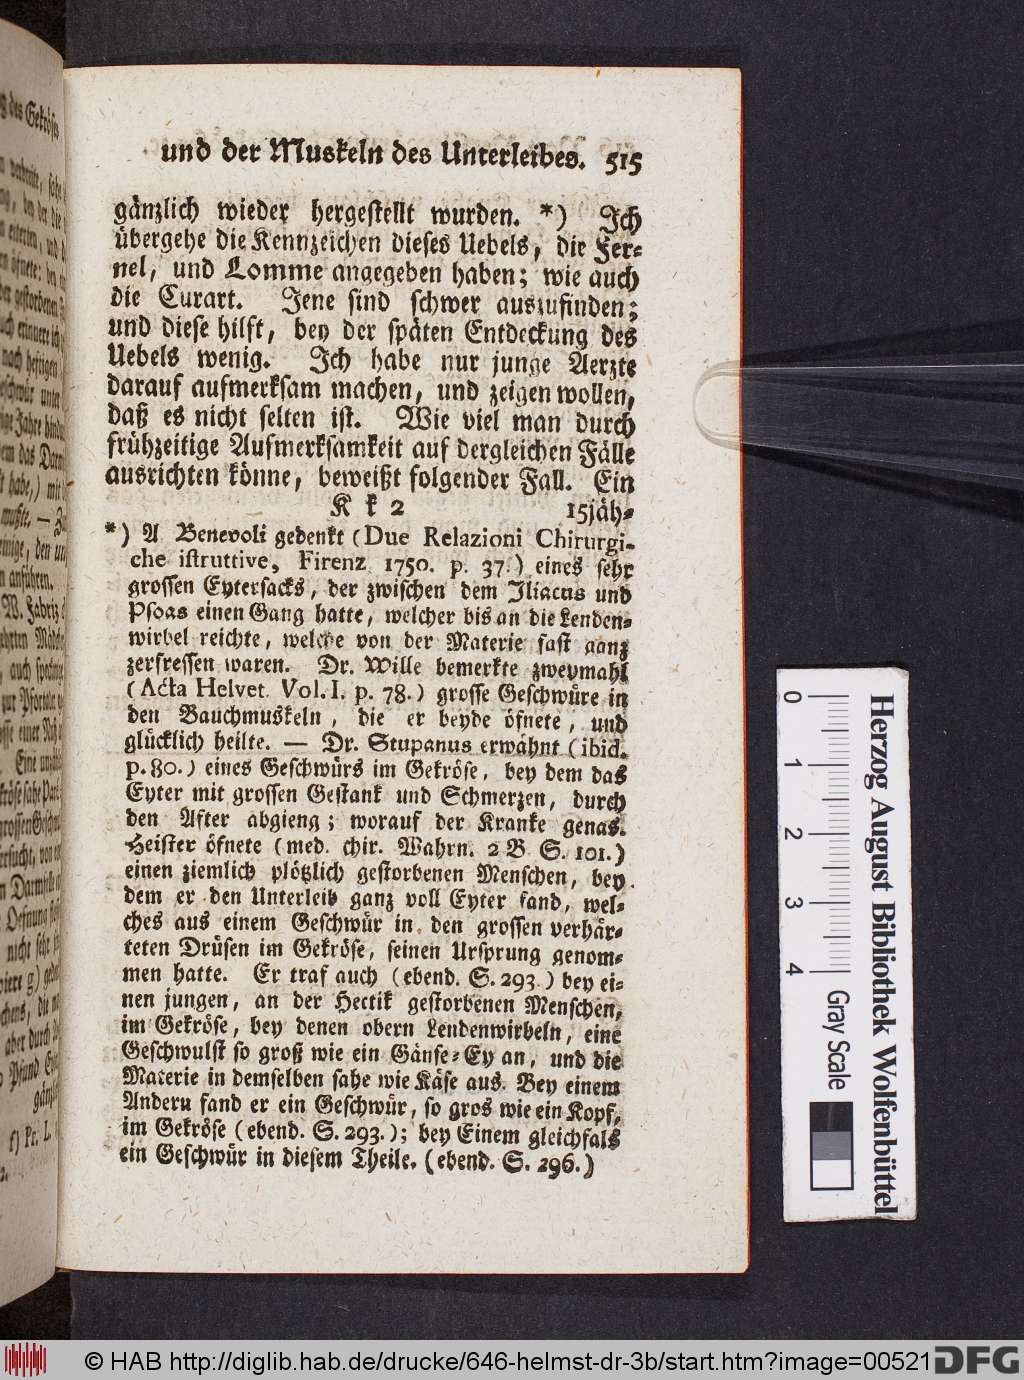 und der Muskeln des Unterleibes. 515
gänzlich wieder hergestellt wurden. *) Ich
übergehe die Kennzeichen dieses Uebels, die Fer-
nel, und Lomme angegeben haben; wie auch
die Curart. Jene sind schwer auszufinden;
und diese hilft, bey der späten Entdeckung des
Uebels wenig. Ich habe nur junge Aerzte
darauf aufmerksam machen, und zeigen wollen,
daß es nicht selten ist. Wie viel man durch
frühzeitige Aufmerksamkeit auf dergleichen Fälle
ausrichten könne, beweißt folgender Fall. Ein
K k 2 15jäh-
*) A Benevoli gedenkt (Due Relazioni Chirurgi-
che istruttive, Firenz 1750. p. 37.) eines sehr
grossen Eytersacks, der zwischen dem Iliacus und
Psoas einen Gang hatte, welcher bis an die Lenden-
wirbel reichte, welche von der Materie fast ganz
zerfressen waren. Dr. Wille bemerkte zweymahl
(Acta Helvet. Vol. I. p. 78.) grosse Geschwüre in
den Bauchmuskeln, die er beyde öfnete, und
glücklich heilte. — Dr. Stupanus erwähnt (ibid.
p. 80.) eines Geschwürs im Gekröse, bey dem das
Eyter mit grossen Gestank und Schmerzen, durch
den After abgieng; worauf der Kranke genas.
Heister öfnete (med. chir. Wahrn. 2 B S. 101.)
einen ziemlich plötzlich gestorbenen Menschen, bey
dem er den Unterleib ganz voll Eyter fand, wel-
ches aus einem Geschwür in den grossen verhär-
teten Drüsen im Gekröse, seinen Ursprung genom-
men hatte. Er traf auch (ebend. S. 293.) bey ei-
nen jungen, an der Hectik gestorbenen Menschen,
im Gekröse, bey denen obern Lendenwirbeln, eine
Geschwulst so groß wie ein Gänse-Ey an, und die
Materie in demselben sahe wie Käse aus. Bey einem
Andern fand er ein Geschwür, so gros wie ein Kopf,
im Gekröse (ebend. S. 293.); bey Einem gleichfals
ein Geschwür in diesem Theile. (ebend. S. 296.)
0 1 2 3 4
Gray Scale
Herzog August Bibliothek Wolfenbüttel
© HAB http://diglib.hab.de/drucke/646-helmst-dr-3b/start.htm?image=00521
DFG